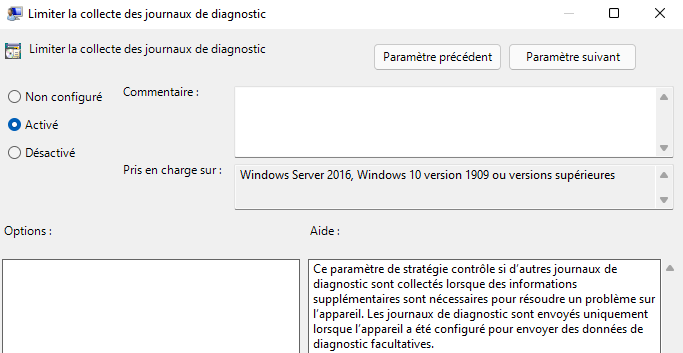 Limiter la collecte des journaux de diagnostic
Limiter la collecte des journaux de diagnostic
Paramètre précédent
Paramètre suivant
Non configuré
Commentaire :
Activé
Désactivé
Pris en charge sur :
Windows Server 2016, Windows 10 version 1909 ou versions supérieures
Options :
Aide :
Ce paramètre de stratégie contrôle si d’autres journaux de
diagnostic sont collectés lorsque des informations
supplémentaires sont nécessaires pour résoudre un problème sur
l’appareil. Les journaux de diagnostic sont envoyés uniquement
lorsque l’appareil a été configuré pour envoyer des données de
diagnostic facultatives.